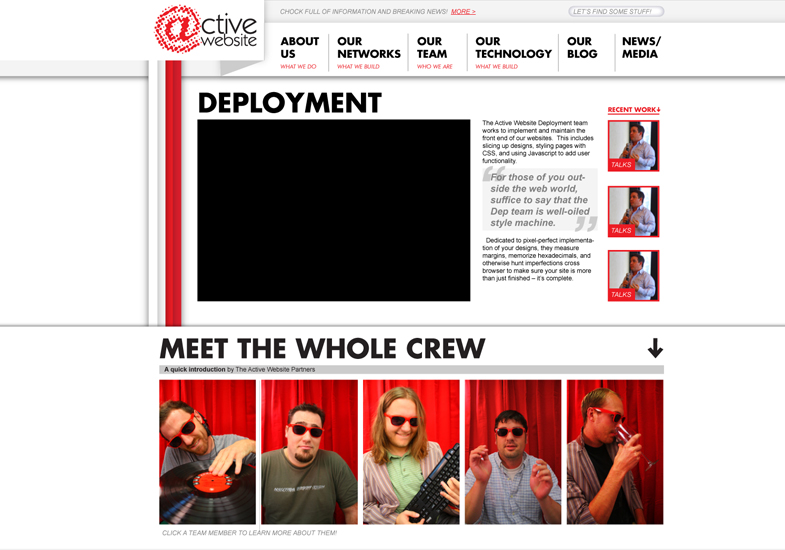 @ctive
website
CHOCK FULL OF INFORMATION AND BREAKING NEWS! MORE >
LET'S FIND SOME STUFF!
ABOUT
US
WHAT WE DO
OUR
NETWORKS
WHAT WE BUILD.
OUR
TEAM
WHO WE ARE
OUR
TECHNOLOGY
WHAT WE BUILD
OUR
BLOG
NEWS/
MEDIA
DEPLOYMENT
The Active Website Deployment team
works to implement and maintain the
front end of our websites. This includes
slicing up designs, styling pages with
CSS, and using Javascript to add user
functionality.
“For those of you out-
side the web world,
suffice to say that the
Dep team is well-oiled
style machine. ”
Dedicated to pixel-perfect implementa-
tion of your designs, they measure
margins, memorize hexadecimals, and
otherwise hunt imperfections cross
browser to make sure your site is more
than just finished – it's complete.
RECENT WORK
TALKS
TALKS
TALKS
MEET THE WHOLE CREW
A quick introduction by The Active Website Partners
CLICK A TEAM MEMBER TO LEARN MORE ABOUT THEM!